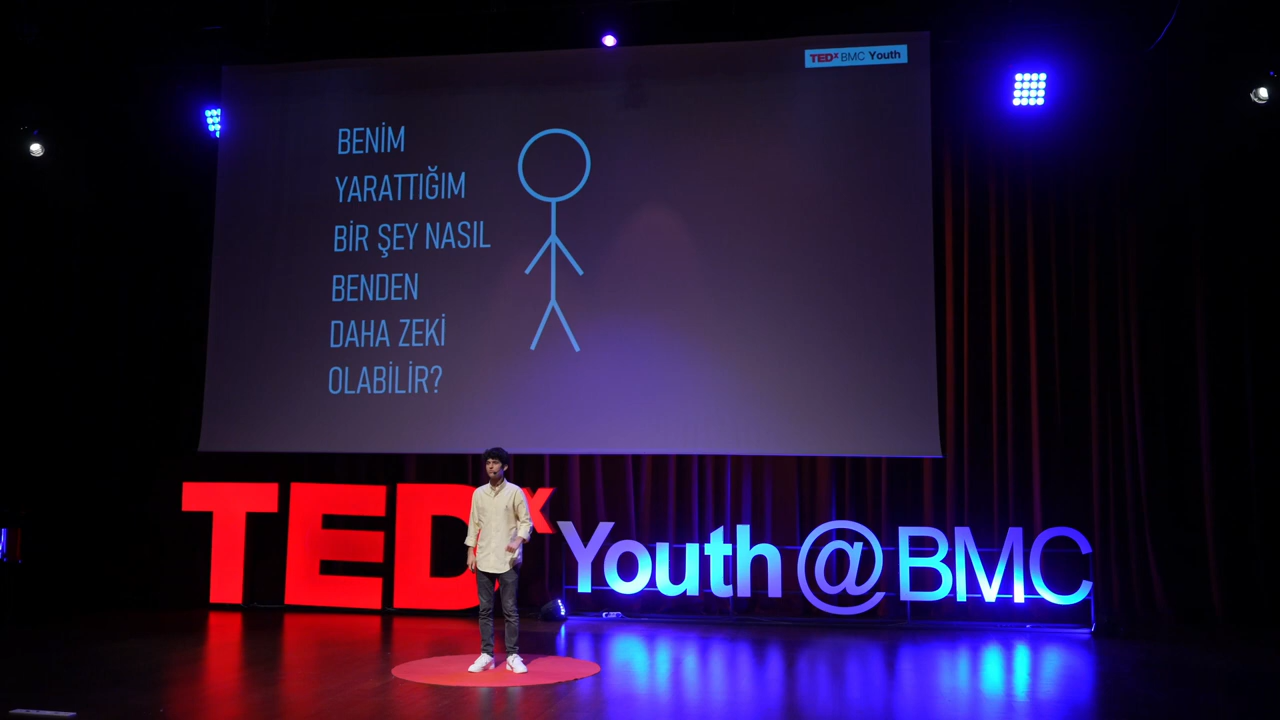 TEDx BMC Youth
BENİM
YARATTIĞIM
BİR ŞEY NASIL
BENDEN
DAHA ZEKİ
OLABİLİR?
TEDx Youth@BMC